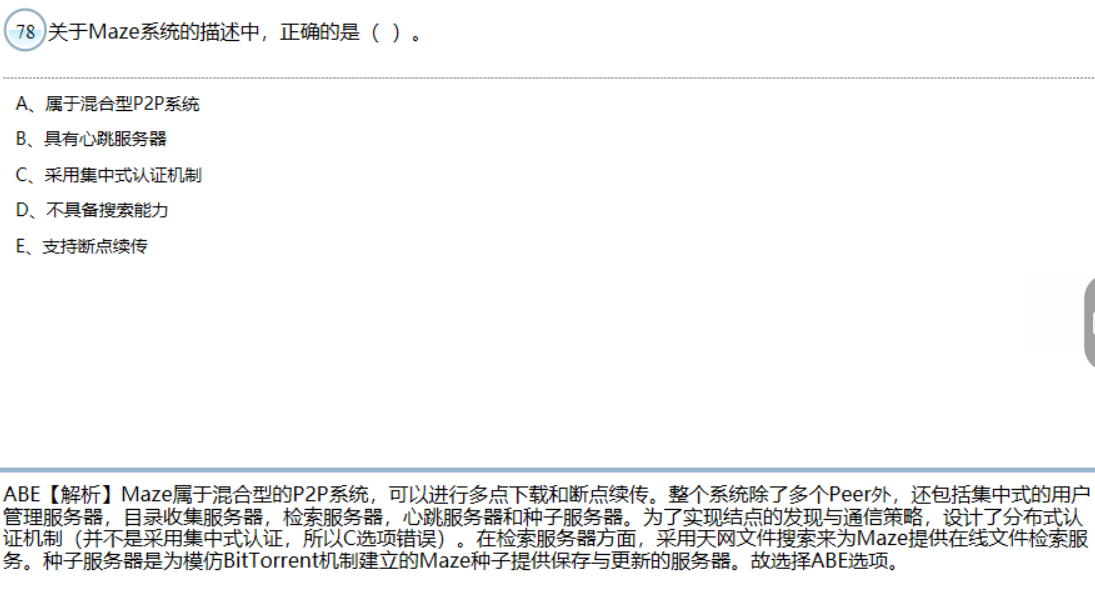 78 关于Maze系统的描述中，正确的是（ ）。
A、属于混合型P2P系统
B、具有心跳服务器
C、采用集中式认证机制
D、不具备搜索能力
E、支持断点续传
ABE【解析】Maze属于混合型的P2P系统，可以进行多点下载和断点续传。整个系统除了多个Peer外，还包括集中式的用户
管理服务器，目录收集服务器，检索服务器，心跳服务器和种子服务器。为了实现结点的发现与通信策略，设计了分布式认
证机制（并不是采用集中式认证，所以C选项错误）。在检索服务器方面，采用天网文件搜索来为Maze提供在线文件检索服
务。种子服务器是为模仿BitTorrent机制建立的Maze种子提供保存与更新的服务器。故选择ABE选项。